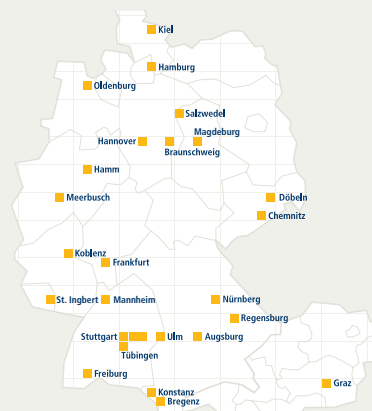 Kiel
Hamburg
Oldenburg
Salzwedel
Magdeburg
Hannover
Braunschweig
Hamm
Meerbusch
Döbeln
Chemnitz
Koblenz
Frankfurt
St. Ingbert
Mannheim
Nürnberg
Regensburg
Stuttgart
Ulm
Augsburg
Tübingen
Freiburg
Graz
Konstanz
Bregenz